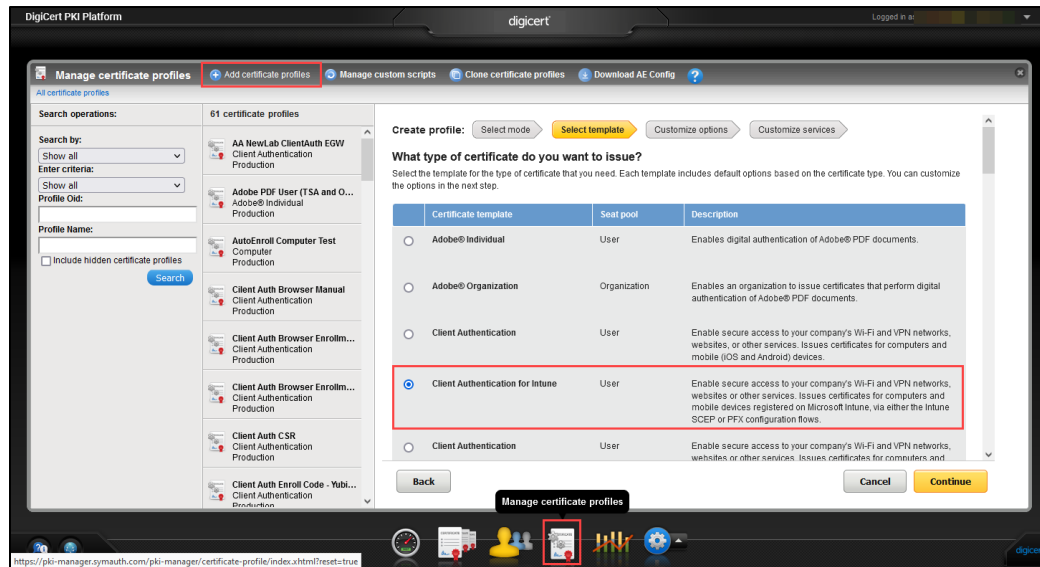 DigiCert PKI Platform
digicert
Logged in as
Manage certificate profiles
Add certificate profiles
Manage custom scripts
Clone certificate profiles
Download AE Config
?
All certificate profiles
Search operations:
Search by:
Show all
Enter criteria:
Show all
Profile Oid:
Profile Name:
Include hidden certificate profiles
Search
61 certificate profiles
AA NewLab ClientAuth EGW
Client Authentication
Production
Adobe PDF User (TSA and O...
Adobe® Individual
Production
AutoEnroll Computer Test
Computer
Production
Cilent Auth Browser Manual
Client Authentication
Production
Client Auth Browser Enrollm...
Client Authentication
Production
Client Auth Browser Enrollm...
Client Authentication
Production
Client Auth CSR
Client Authentication
Production
Client Auth Enroll Code - Yubi...
Client Authentication
Production
Create profile: Select mode Select template Customize options Customize services
What type of certificate do you want to issue?
Select the template for the type of certificate that you need. Each template includes default options based on the certificate type. You can customize
the options in the next step.
Certificate template Seat pool Description
Adobe® Individual User Enables digital authentication of Adobe® PDF documents.
Adobe® Organization Organization Enables an organization to issue certificates that perform digital
authentication of Adobe® PDF documents.
Client Authentication User Enable secure access to your company's Wi-Fi and VPN networks,
websites, or other services. Issues certificates for computers and
mobile (iOS and Android) devices.
Client Authentication for Intune User Enable secure access to your company's Wi-Fi and VPN networks,
websites or other services. Issues certificates for computers and
mobile devices registered on Microsoft Intune, via either the Intune
SCEP or PFX configuration flows.
Client Authentication User Enable secure access to your company's Wi-Fi and VPN networks,
websites or other services. Issues certificates for computers and
Back
Cancel
Continue
Manage certificate profiles
https://pki-manager.symauth.com/pki-manager/certificate-profile/index.xhtml?reset=true